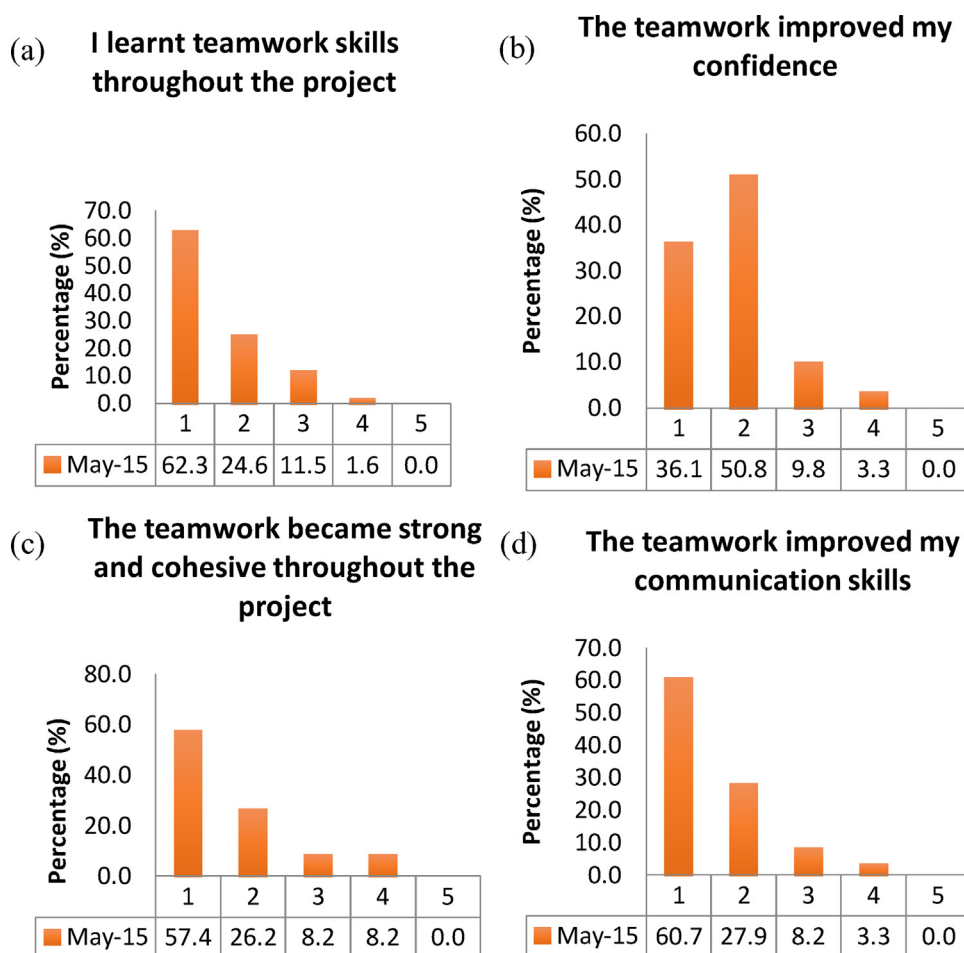 (a)
I learnt teamwork skills
throughout the project
Percentage (%)
70.0
60.0
50.0
40.0
30.0
20.0
10.0
0.0
1 2 3 4 5
May-15 62.3 24.6 11.5 1.6 0.0
(b)
The teamwork improved my
confidence
Percentage (%)
60.0
50.0
40.0
30.0
20.0
10.0
0.0
1 2 3 4 5
May-15 36.1 50.8 9.8 3.3 0.0
(c)
The teamwork became strong
and cohesive throughout the
project
Percentage (%)
80.0
60.0
40.0
20.0
0.0
1 2 3 4 5
May-15 57.4 26.2 8.2 8.2 0.0
(d)
The teamwork improved my
communication skills
Percentage (%)
70.0
60.0
50.0
40.0
30.0
20.0
10.0
0.0
1 2 3 4 5
May-15 60.7 27.9 8.2 3.3 0.0